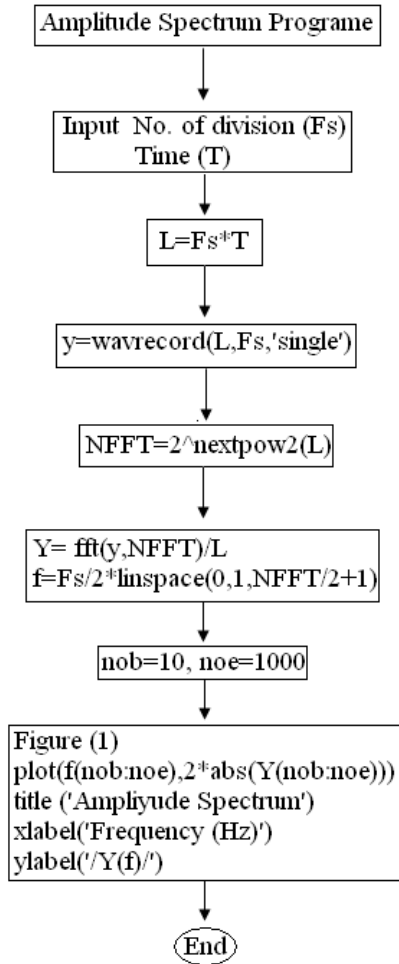 Amplitude Spectrum Programe
Input No. of division (Fs)
Time (T)
L=Fs*T
y=wavrecord(L,Fs,'single')
NFFT=2^nextpow2(L)
Y= fft(y,NFFT)/L
f=Fs/2*linspace(0,1,NFFT/2+1)
nob=10, noe=1000
Figure (1)
plot(f(nob:noe),2*abs(Y(nob:noe)))
title ('Ampliyude Spectrum')
xlabel('Frequency (Hz)')
ylabel('/Y(f)/')
End